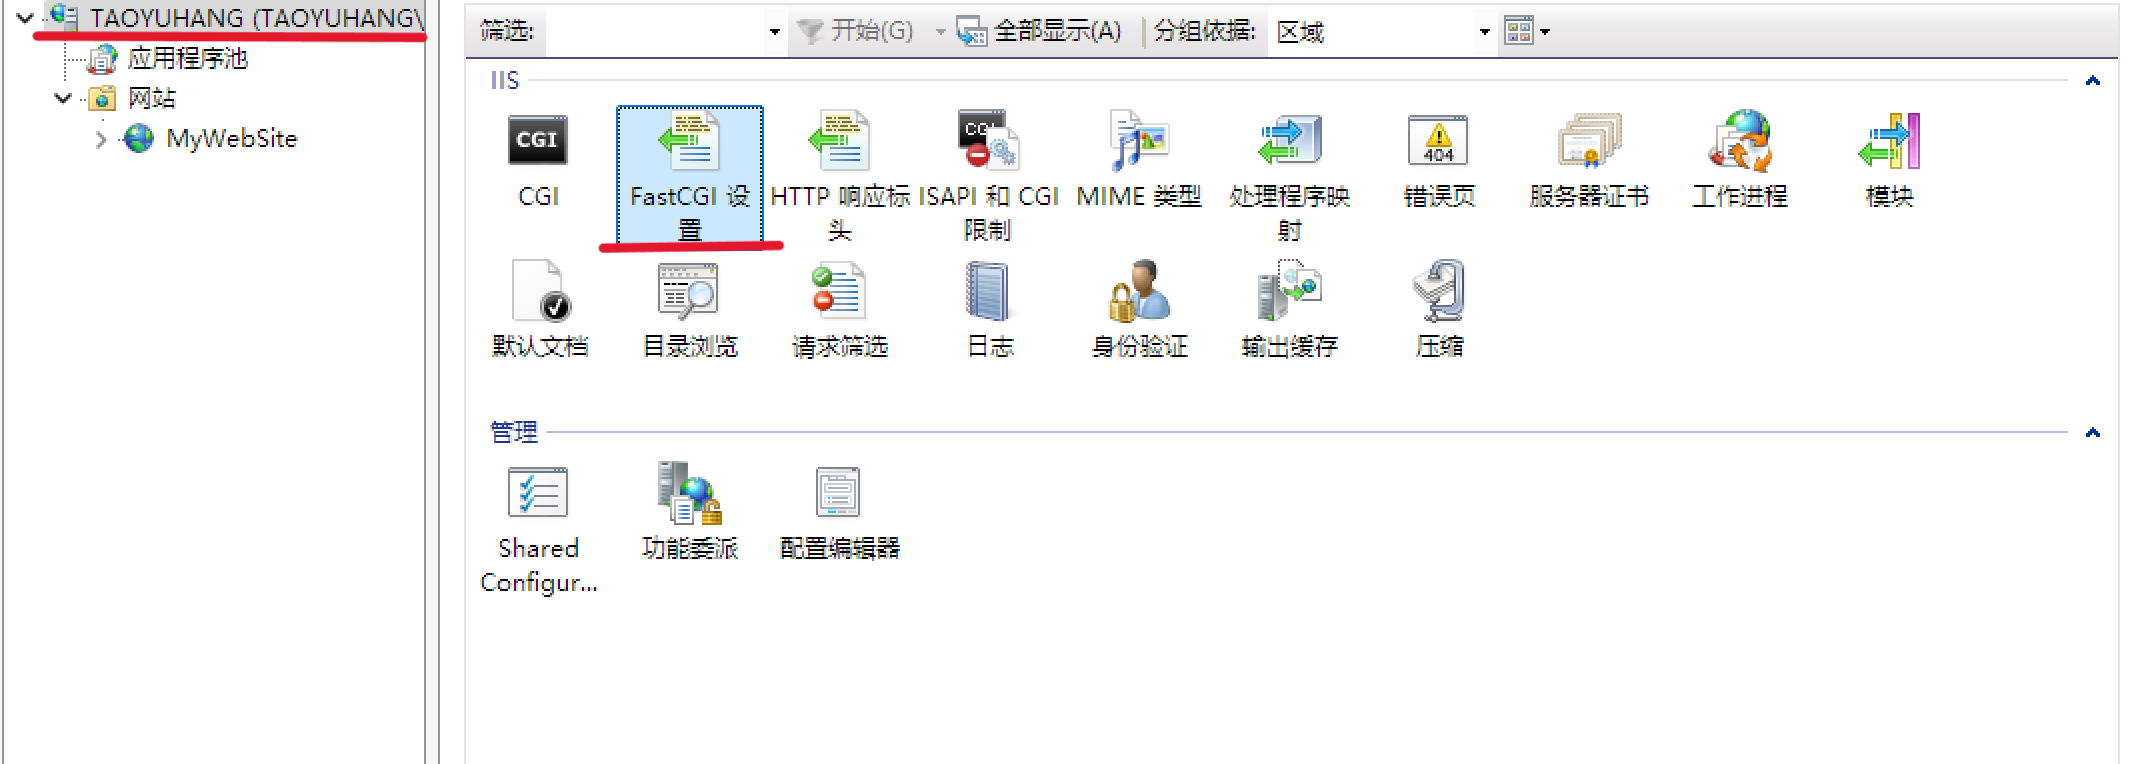 TAOYUHANG (TAOYUHANG\
应用程序池
网站
MyWebSite
筛选:
开始(G)
全部显示(A)
分组依据:
区域
IIS
CGI
CGI
FastCGI 设
置
HTTP 响应标
头
CGI
ISAPI 和 CGI
限制
MIME 类型
处理程序映
射
404
错误页
服务器证书
工作进程
模块
默认文档
目录浏览
请求筛选
日志
身份验证
输出缓存
压缩
管理
Shared
Configur...
功能委派
配置编辑器